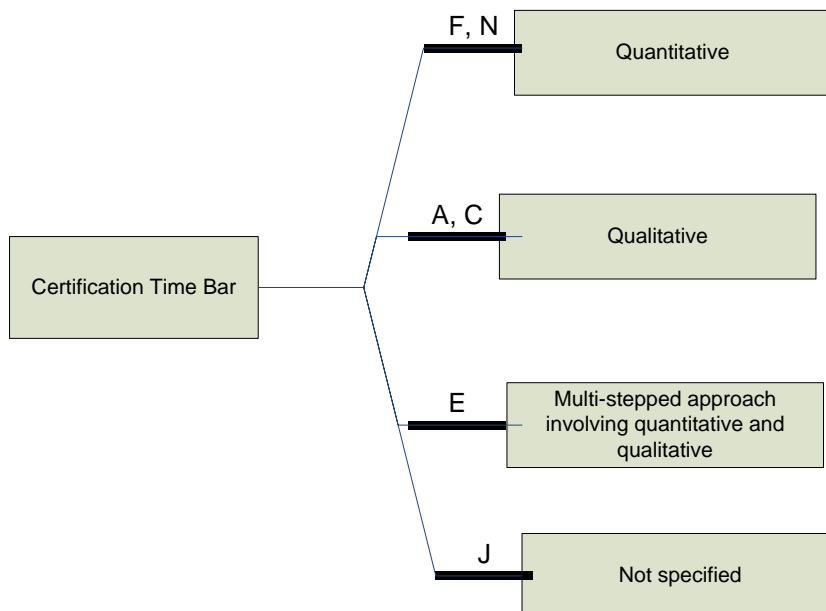 F, N
Quantitative
A, C
Qualitative
Certification Time Bar
E
Multi-stepped approach
involving quantitative and
qualitative
J
Not specified